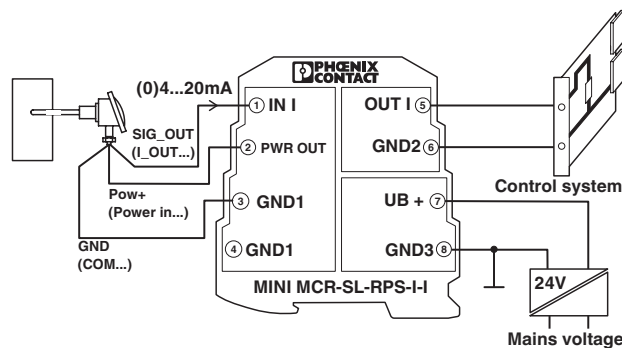 PHŒNIX
CONTACT
(0)4...20mA
1 IN I
OUT I 5
SIG_OUT
(I_OUT...)
2 PWR OUT
GND2 6
Control system
Pow+
(Power in...)
3 GND1
UB + 7
GND
(COM...)
4 GND1
GND3 8
24V
MINI MCR-SL-RPS-I-I
Mains voltage